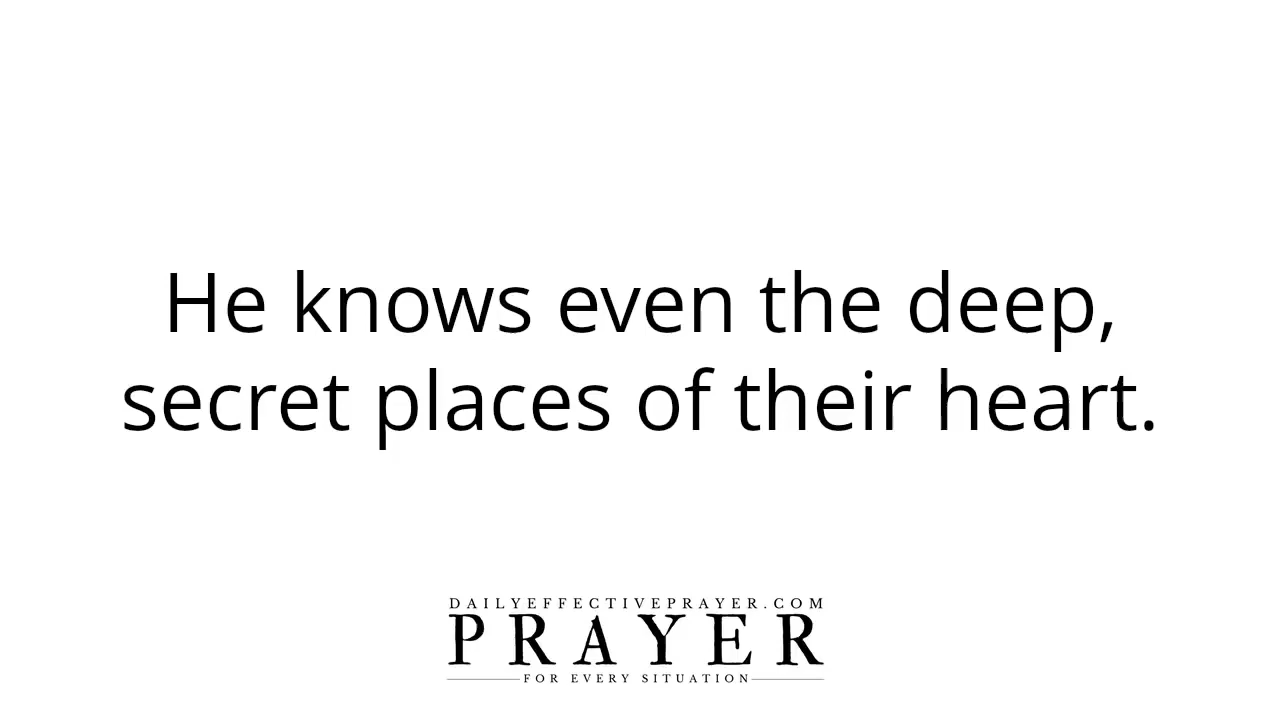 He knows even the deep,
secret places of their heart.
DAILYEFFECTIVEPRAYER.COM
PRAYER
FOR EVERY SITUATION